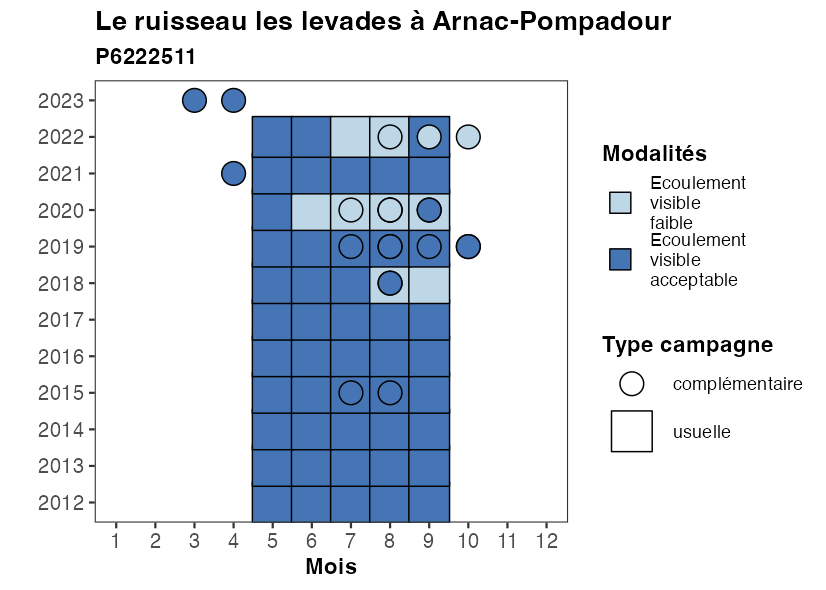 Le ruisseau les levades à Arnac-Pompadour
P6222511
2023
2022
2021
2020
2019
2018
2017
2016
2015
2014
2013
2012
1 2 3 4 5 6 7 8 9 10 11 12
Mois
Modalités
Ecoulement
visible
faible
Ecoulement
visible
acceptable
Type campagne
complémentaire
usuelle